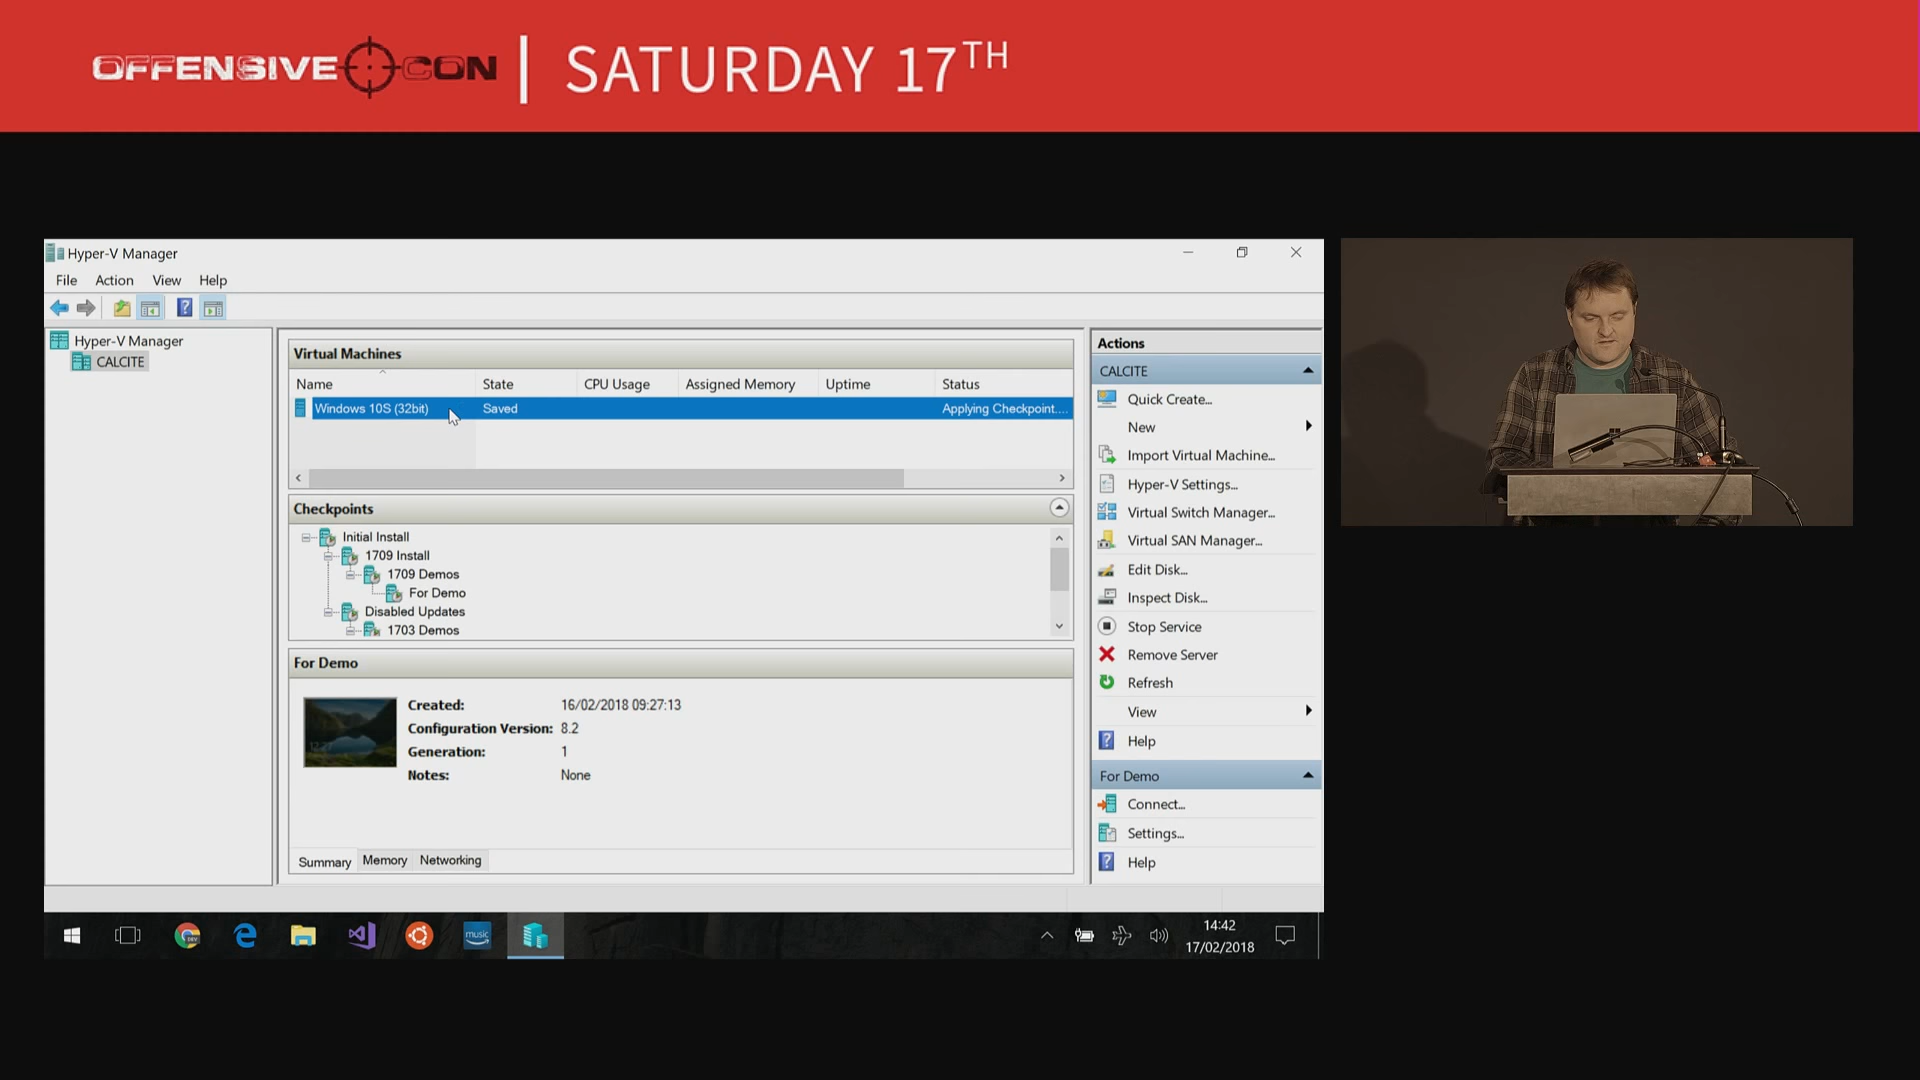 OFFENSIVE CON | SATURDAY 17TH
Hyper-V Manager
File Action View Help
Hyper-V Manager
CALCITE
Virtual Machines
Name State CPU Usage Assigned Memory Uptime Status
Windows 10S (32bit) Saved Applying Checkpoint....
Checkpoints
Initial Install
1709 Install
1709 Demos
For Demo
Disabled Updates
1703 Demos
For Demo
Created: 16/02/2018 09:27:13
Configuration Version: 8.2
Generation: 1
Notes: None
Summary Memory Networking
Actions
CALCITE
Quick Create...
New
Import Virtual Machine...
Hyper-V Settings...
Virtual Switch Manager...
Virtual SAN Manager...
Edit Disk...
Inspect Disk...
Stop Service
Remove Server
Refresh
View
Help
For Demo
Connect...
Settings...
Help
music
14:42
17/02/2018